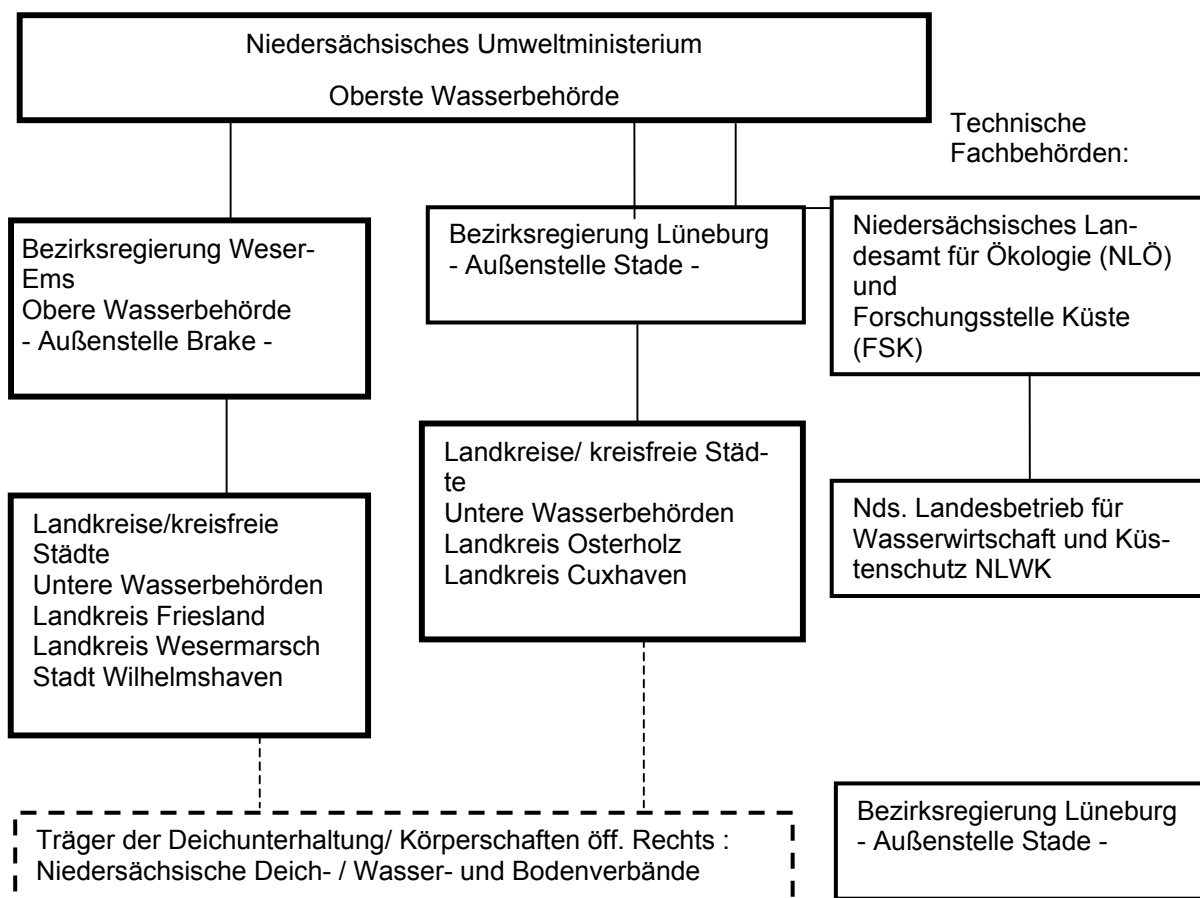 Niedersächsisches Umweltministerium
Oberste Wasserbehörde
Technische
Fachbehörden:
Bezirksregierung Weser-
Ems
Obere Wasserbehörde
- Außenstelle Brake -
Bezirksregierung Lüneburg
- Außenstelle Stade -
Niedersächsisches Lan-
desamt für Ökologie (NLÖ)
und
Forschungsstelle Küste
(FSK)
Landkreise/kreisfreie
Städte
Untere Wasserbehörden
Landkreis Friesland
Landkreis Wesermarsch
Stadt Wilhelmshaven
Landkreise/ kreisfreie Städ-
te
Untere Wasserbehörden
Landkreis Osterholz
Landkreis Cuxhaven
Nds. Landesbetrieb für
Wasserwirtschaft und Küs-
tenschutz NLWK
Träger der Deichunterhaltung/ Körperschaften öff. Rechts :
Niedersächsische Deich- / Wasser- und Bodenverbände
Bezirksregierung Lüneburg
- Außenstelle Stade -